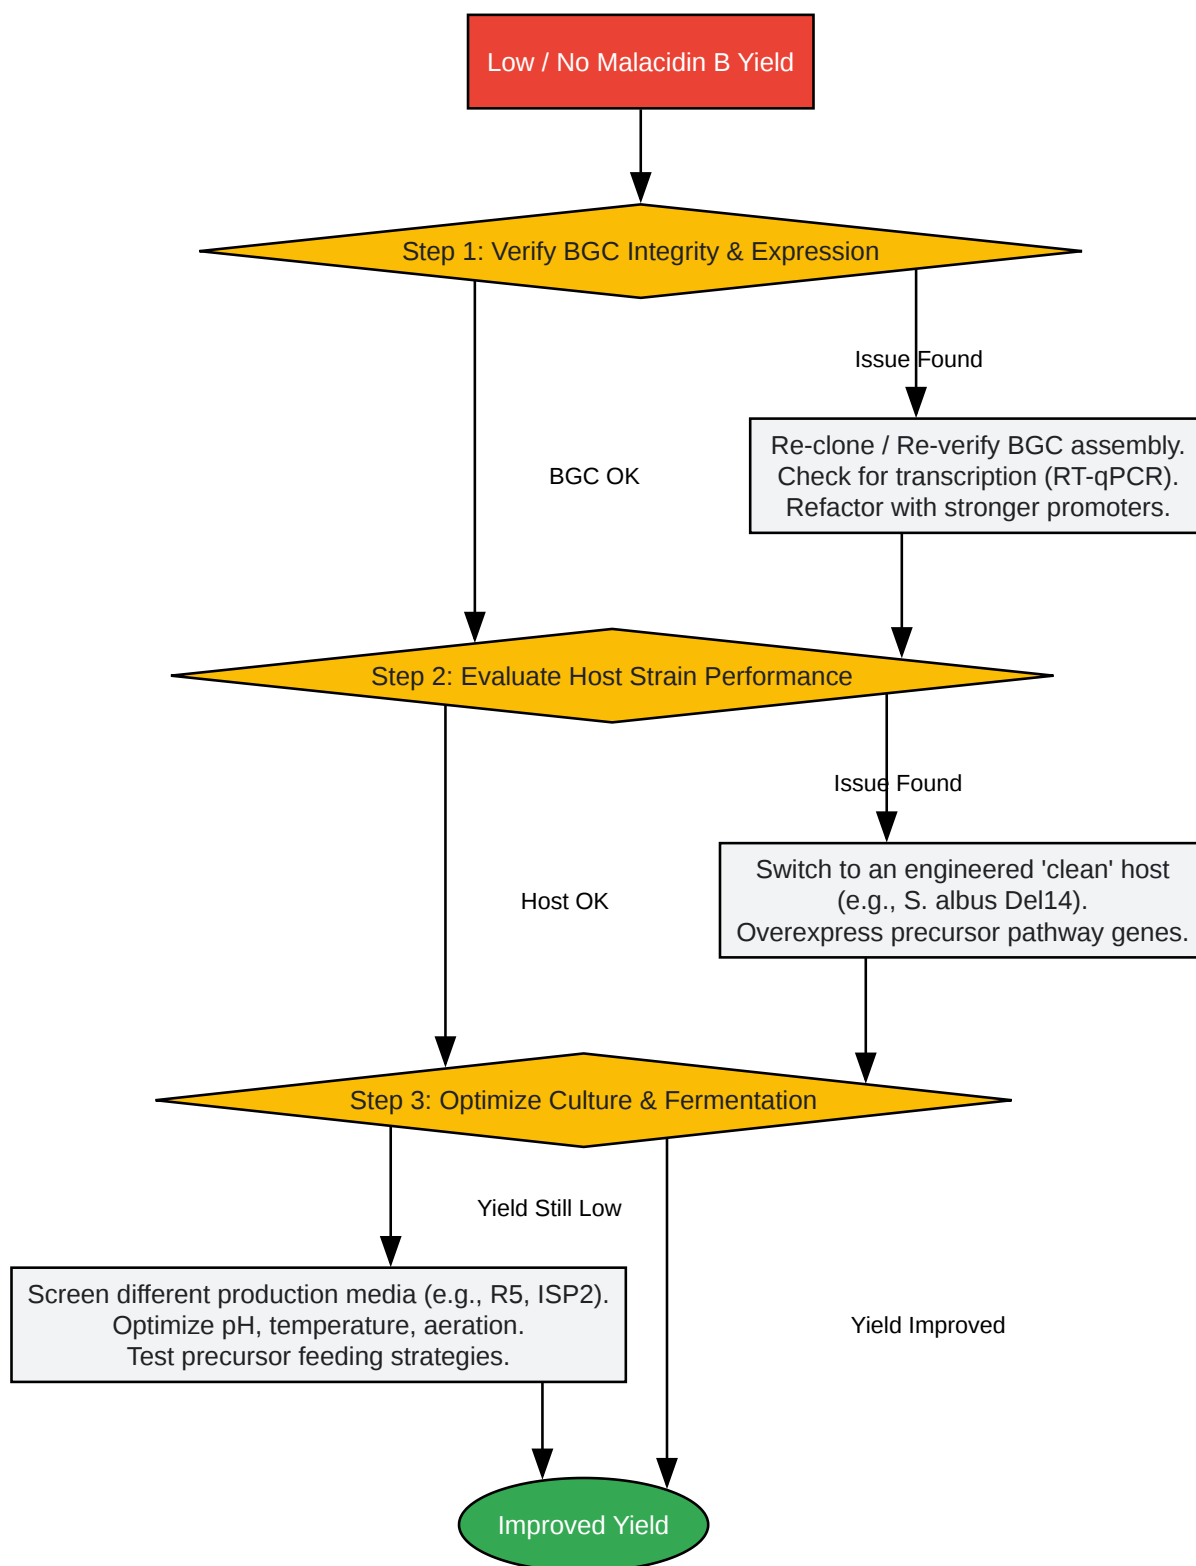 Low / No Malacidin B Yield
Step 1: Verify BGC Integrity & Expression
Issue Found
BGC OK
Re-clone / Re-verify BGC assembly.
Check for transcription (RT-qPCR).
Refactor with stronger promoters.
Step 2: Evaluate Host Strain Performance
Issue Found
Host OK
Switch to an engineered 'clean' host
(e.g., S. albus Del14).
Overexpress precursor pathway genes.
Step 3: Optimize Culture & Fermentation
Yield Still Low
Screen different production media (e.g., R5, ISP2).
Optimize pH, temperature, aeration.
Test precursor feeding strategies.
Yield Improved
Improved Yield